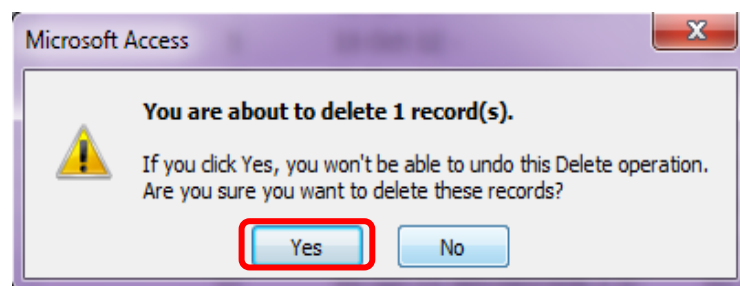 Microsoft Access
You are about to delete 1 record(s).
If you click Yes, you won't be able to undo this Delete operation.
Are you sure you want to delete these records?
Yes No